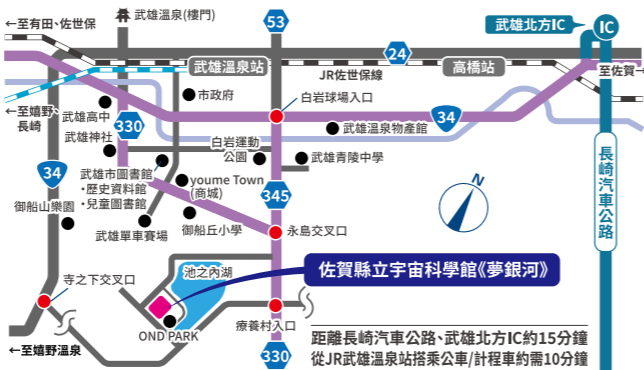 ←至有田、佐世保
武雄溫泉(樓門)
53
武雄北方IC
IC
24
武雄溫泉站
JR佐世保線
高橋站
至佐賀→
市政府
白岩球場入口
←至嬉野、
長崎
武雄高中
330
34
武雄溫泉物產館
武雄神社
白岩運動
公園
武雄青陵中學
34
武雄市圖書館
・歷史資料館
・兒童圖書館
youme Town
(商城)
345
長崎汽車公路
N
御船山樂園
武雄單車賽場
御船丘小學
永島交叉口
池之內湖
佐賀縣立宇宙科學館《夢銀河》
寺之下交叉口
OND PARK
療養村入口
←至嬉野溫泉
330
距離長崎汽車公路、武雄北方IC約15分鐘
從JR武雄溫泉站搭乘公車/計程車約需10分鐘